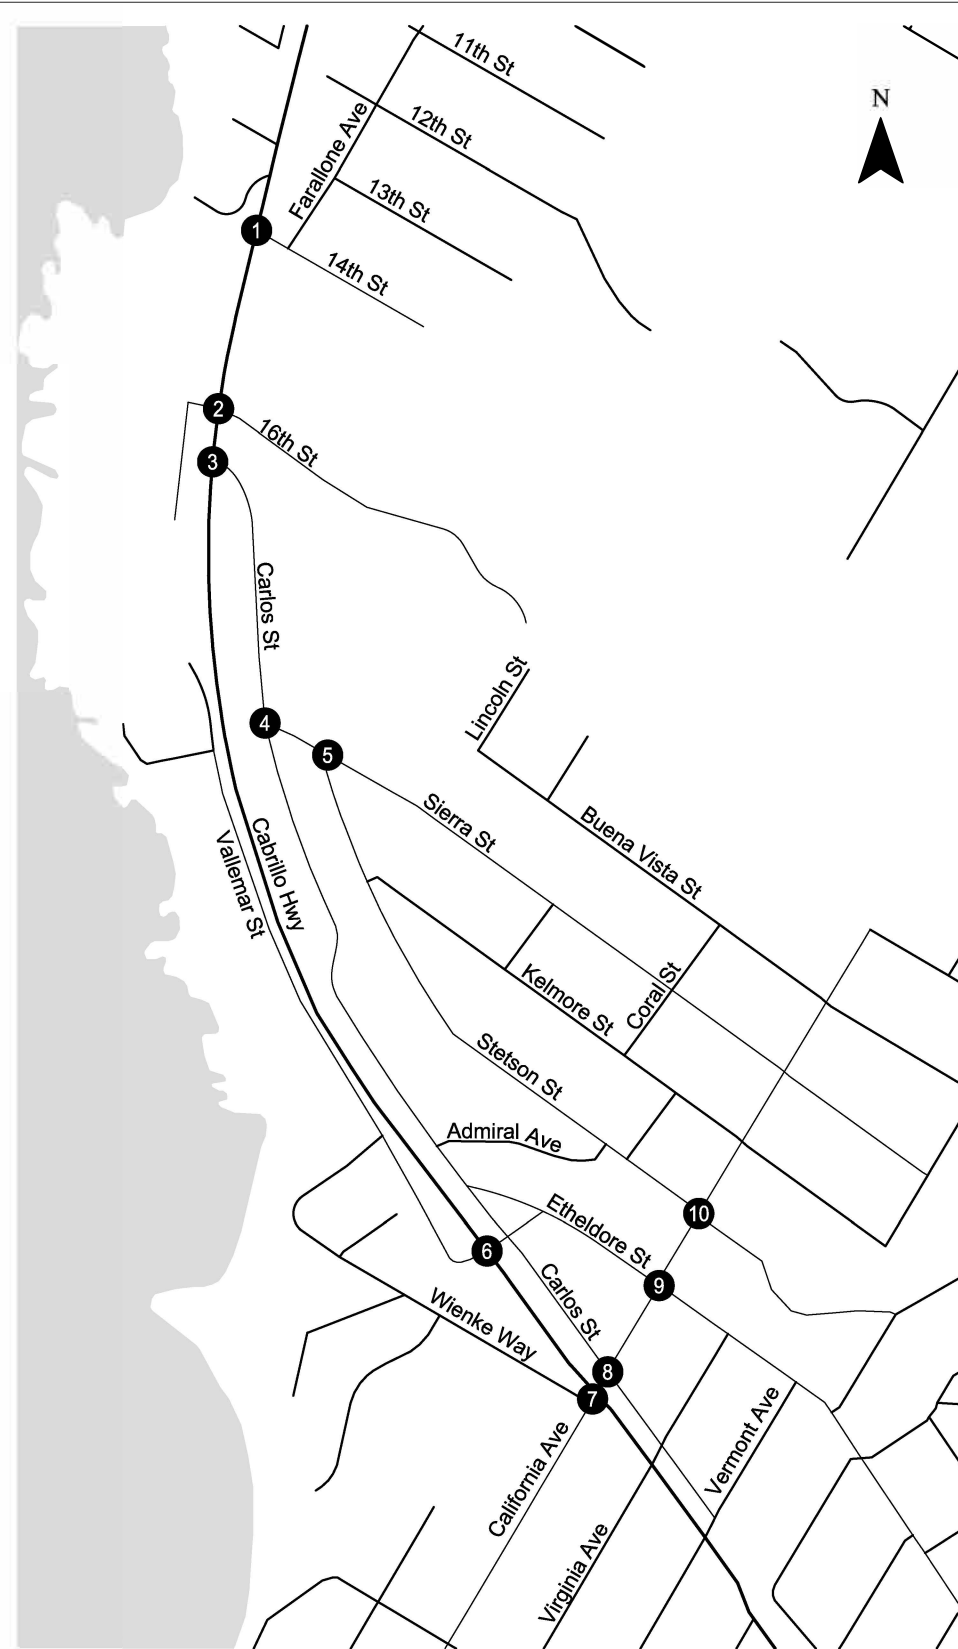 11th St
N
12th St
Farallone Ave
13th St
1
14th St
2
16th St
3
Carlos St
Lincoln St
4
5
Sierra St
Buena Vista St
Cabrillo Hwy
Vallemar St
Kelmore St
Coral St
Stetson St
Admiral Ave
Etheldore St
10
6
9
Carlos St
Wienke Way
8
7
Vermont Ave
California Ave
Virginia Ave